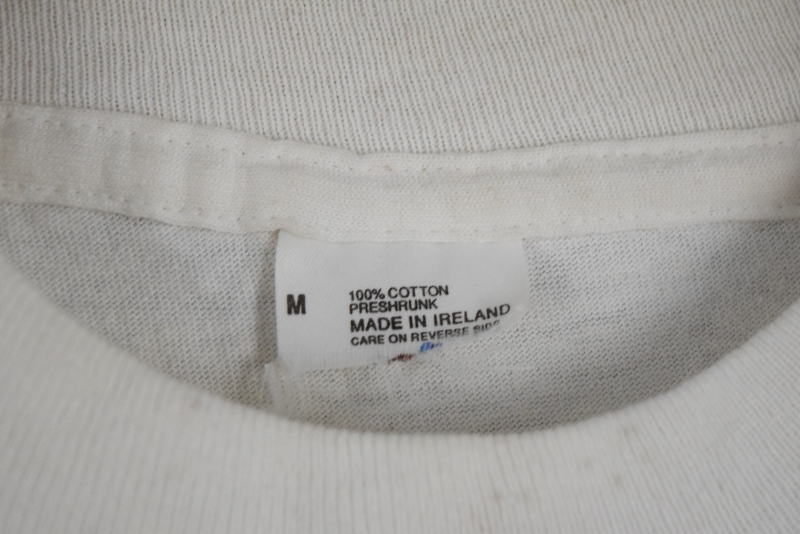 M
100% COTTON
PRESHRUNK
MADE IN IRELAND
CARE ON REVERSE SIDE